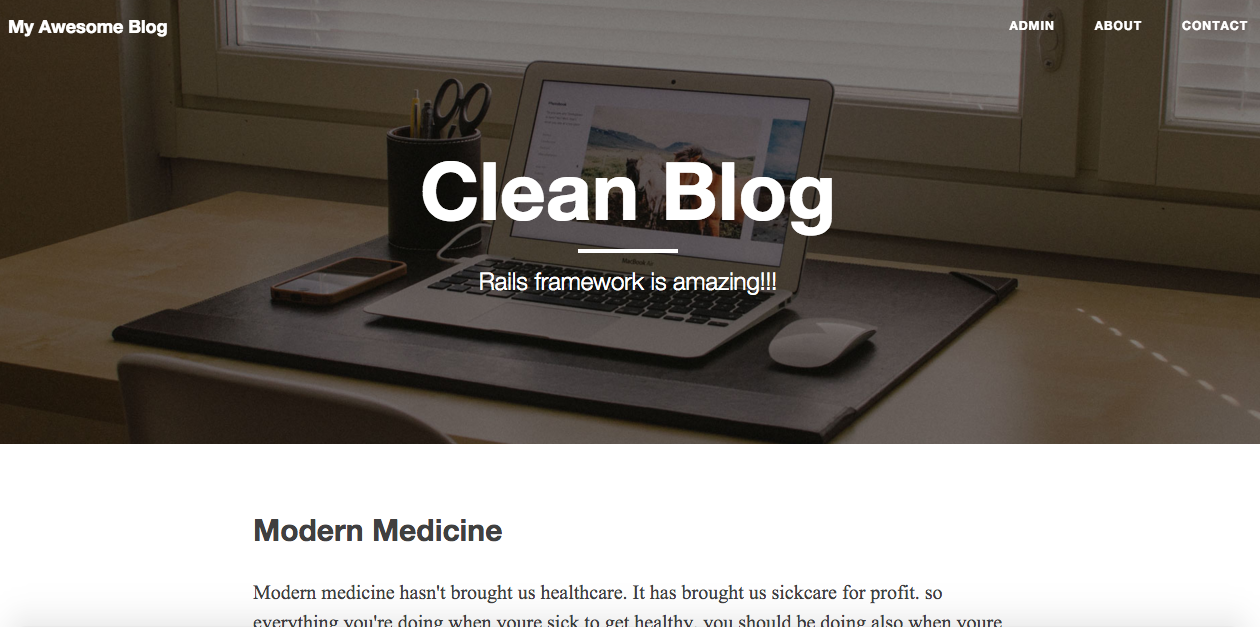 My Awesome Blog
ADMIN ABOUT CONTACT
Clean Blog
Rails framework is amazing!!!
Modern Medicine
Modern medicine hasn't brought us healthcare. It has brought us sickcare for profit. so
everything you're doing when youre sick to get healthy, you should be doing also when youre